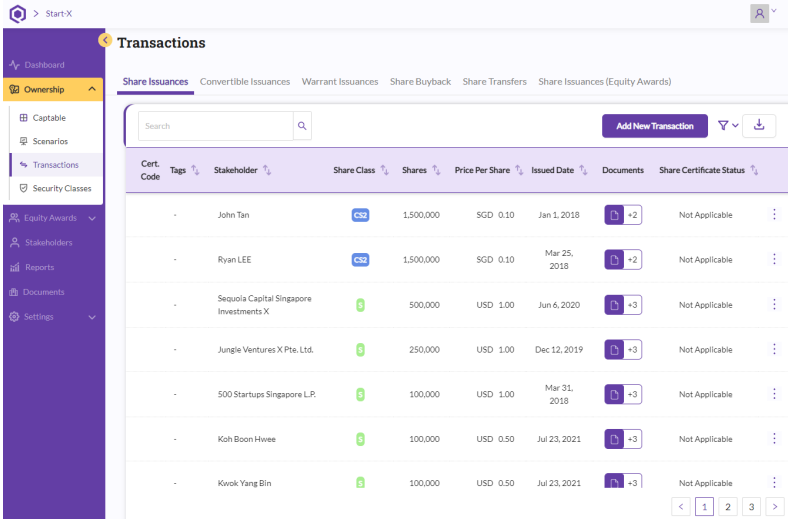 > Start-X
Transactions
Dashboard
Ownership
Captable
Scenarios
Transactions
Security Classes
Equity Awards
Stakeholders
Reports
Documents
Settings
Share Issuances Convertible Issuances Warrant Issuances Share Buyback Share Transfers Share Issuances (Equity Awards)
Search
Add New Transaction
Cert. Code Tags Stakeholder Share Class Shares Price Per Share Issued Date Documents Share Certificate Status
- John Tan CS2 1,500,000 SGD 0.10 Jan 1, 2018 +2 Not Applicable
- Ryan LEE CS2 1,500,000 SGD 0.10 Mar 25, 2018 +2 Not Applicable
- Sequoia Capital Singapore Investments X S 500,000 USD 1.00 Jun 6, 2020 +3 Not Applicable
- Jungle Ventures X Pte. Ltd. S 250,000 USD 1.00 Dec 12, 2019 +3 Not Applicable
- 500 Startups Singapore L.P. S 100,000 USD 1.00 Mar 31, 2018 +3 Not Applicable
- Koh Boon Hwee S 100,000 USD 0.50 Jul 23, 2021 +3 Not Applicable
- Kwok Yang Bin S 100,000 USD 0.50 Jul 23, 2021 +3 Not Applicable
< 1 2 3 >